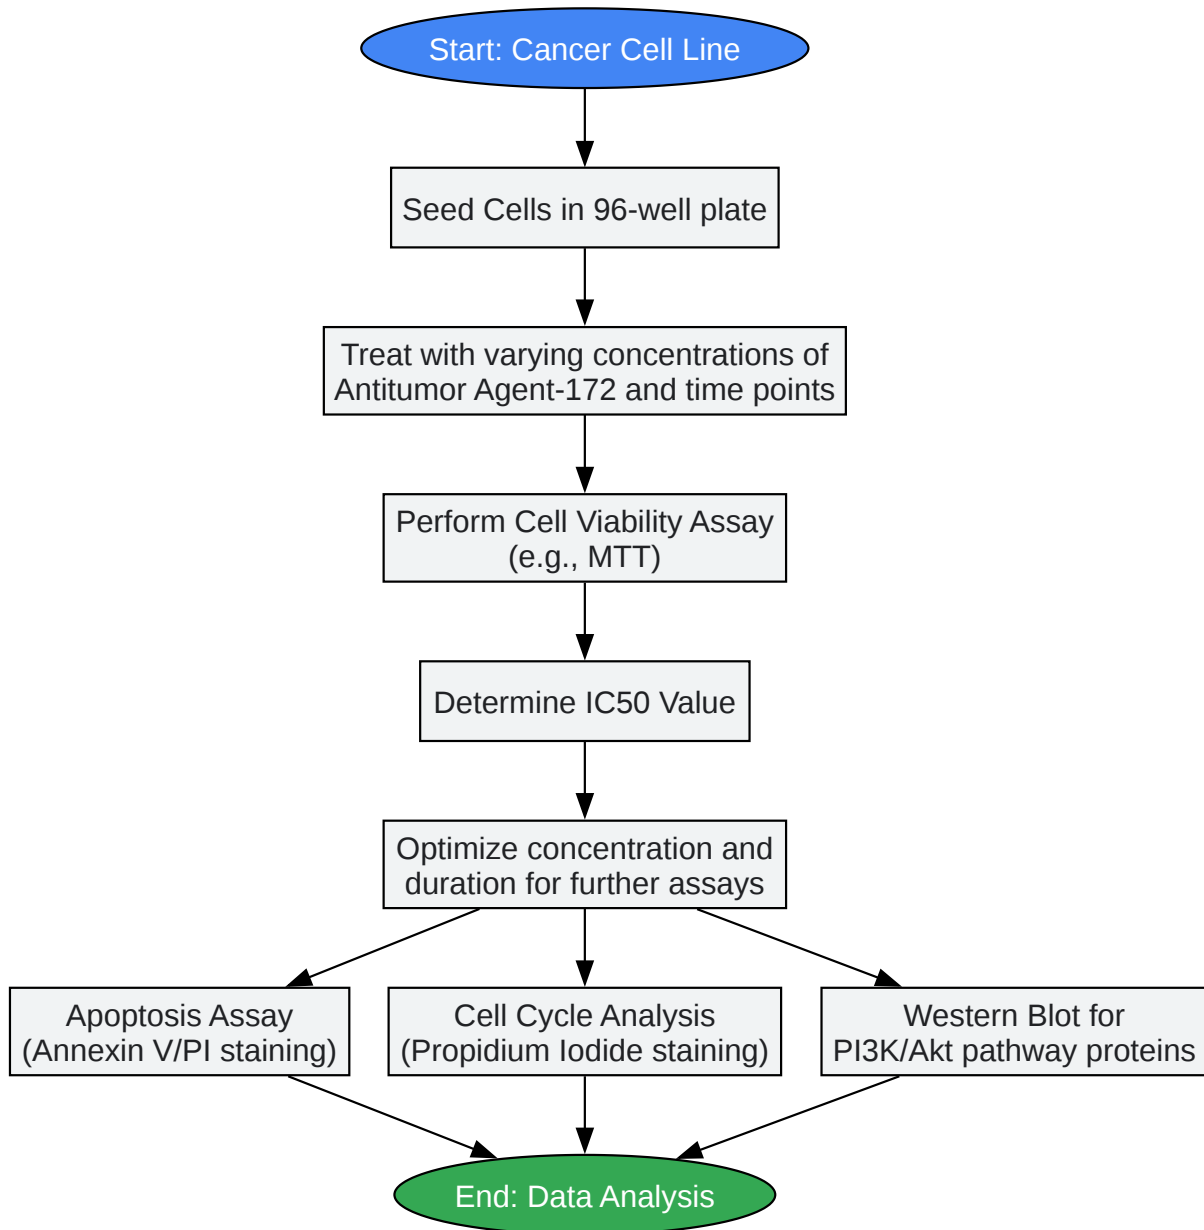 Start: Cancer Cell Line
Seed Cells in 96-well plate
Treat with varying concentrations of
Antitumor Agent-172 and time points
Perform Cell Viability Assay
(e.g., MTT)
Determine IC50 Value
Optimize concentration and
duration for further assays
Apoptosis Assay
(Annexin V/PI staining)
Cell Cycle Analysis
(Propidium Iodide staining)
Western Blot for
PI3K/Akt pathway proteins
End: Data Analysis